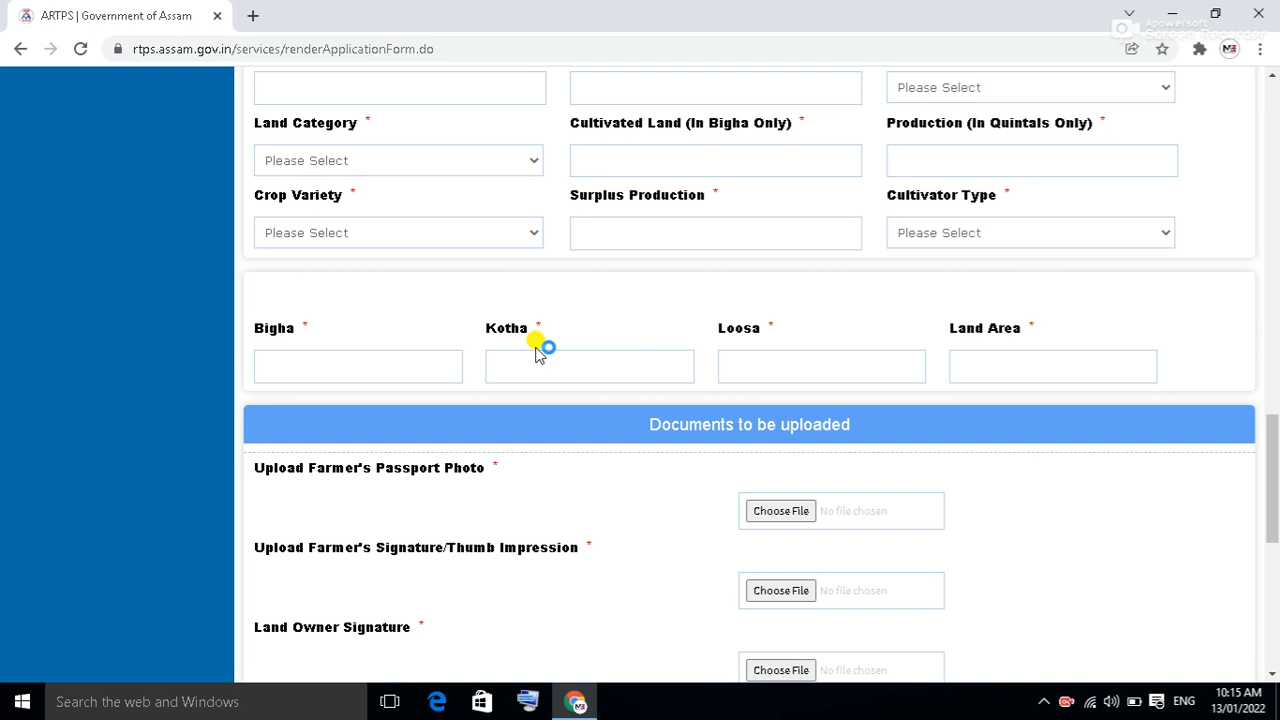 ARTPS | Government of Assam
Apowersoft
Screen Recorder
rtps.assam.gov.in/services/renderApplicationForm.do
Please Select
Land Category *
Cultivated Land (In Bigha Only) *
Production (In Quintals Only) *
Please Select
Crop Variety *
Surplus Production *
Cultivator Type *
Please Select
Please Select
Bigha *
Kotha *
Loosa *
Land Area *
Documents to be uploaded
Upload Farmer's Passport Photo *
Choose File No file chosen
Upload Farmer's Signature/Thumb Impression *
Choose File No file chosen
Land Owner Signature *
Choose File No file chosen
Search the web and Windows
ENG
10:15 AM
13/01/2022